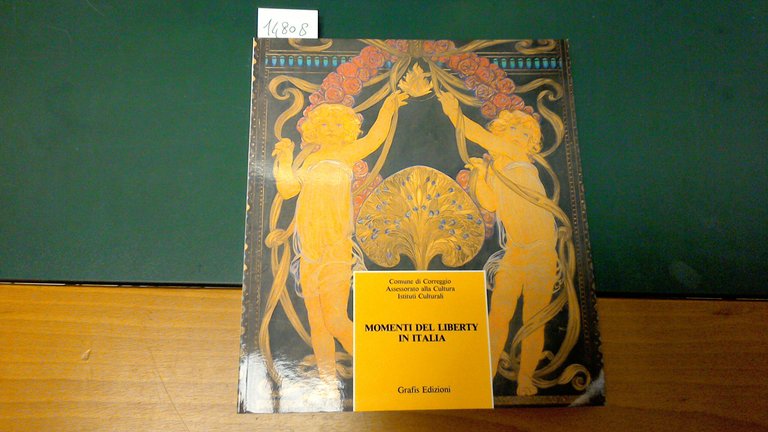 14808
Comune di Correggio
Assessorato alla Cultura
Istituti Culturali
MOMENTI DEL LIBERTY
IN ITALIA
Grafis Edizioni